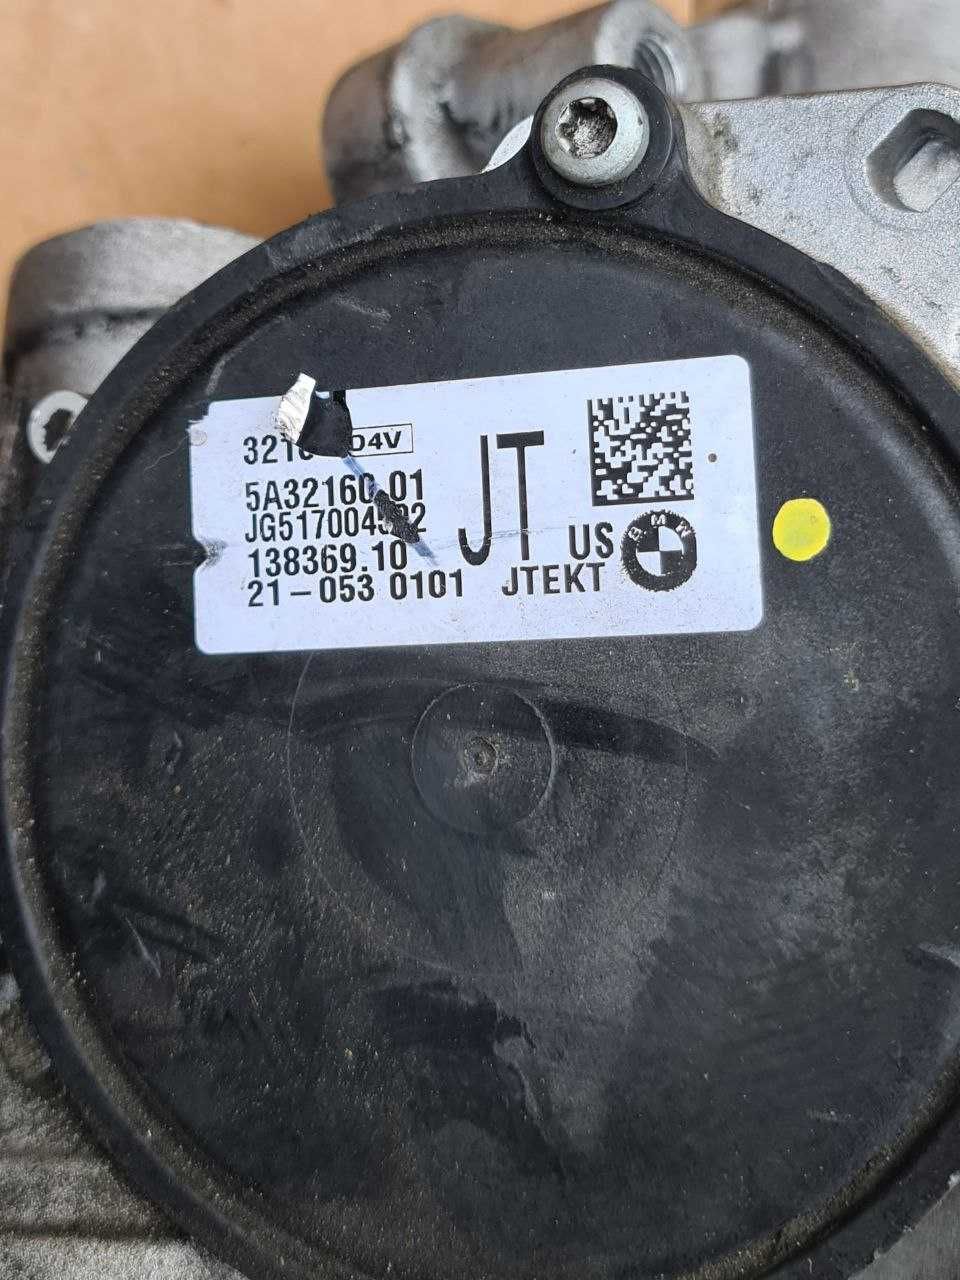 JT
5A32160 01
138369.10
21-053 0101
US
JTEKT
BMW